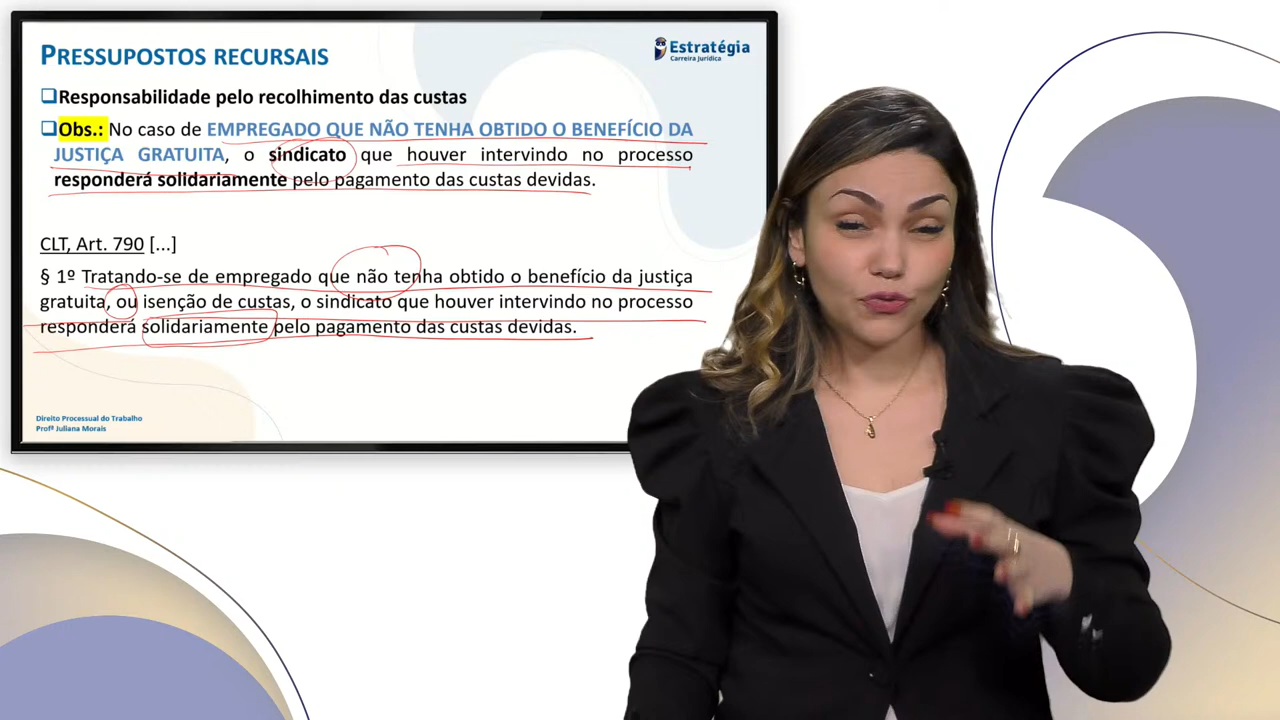 PRESSUPOSTOS RECURSAIS
Estratégia
Carreira Jurídica
Responsabilidade pelo recolhimento das custas
Obs.: No caso de EMPREGADO QUE NÃO TENHA OBTIDO O BENEFÍCIO DA
JUSTIÇA GRATUITA, o sindicato que houver intervindo no processo
responderá solidariamente pelo pagamento das custas devidas.
CLT, Art. 790 [...]
§ 1º Tratando-se de empregado que não tenha obtido o benefício da justiça
gratuita, ou isenção de custas, o sindicato que houver intervindo no processo
responderá solidariamente pelo pagamento das custas devidas.
Direito Processual do Trabalho
Profª Juliana Morais